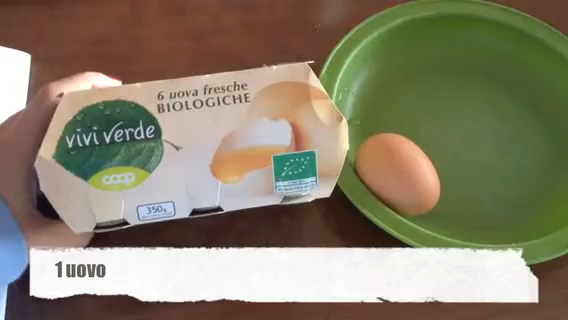 6 uova fresche
BIOLOGICHE
vivi verde
coop
350g
1 uovo